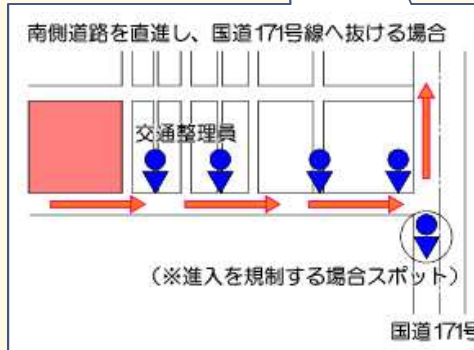 南側道路を直進し、国道171号線へ抜ける場合
交通整理員
（※進入を規制する場合スポット）
国道171号